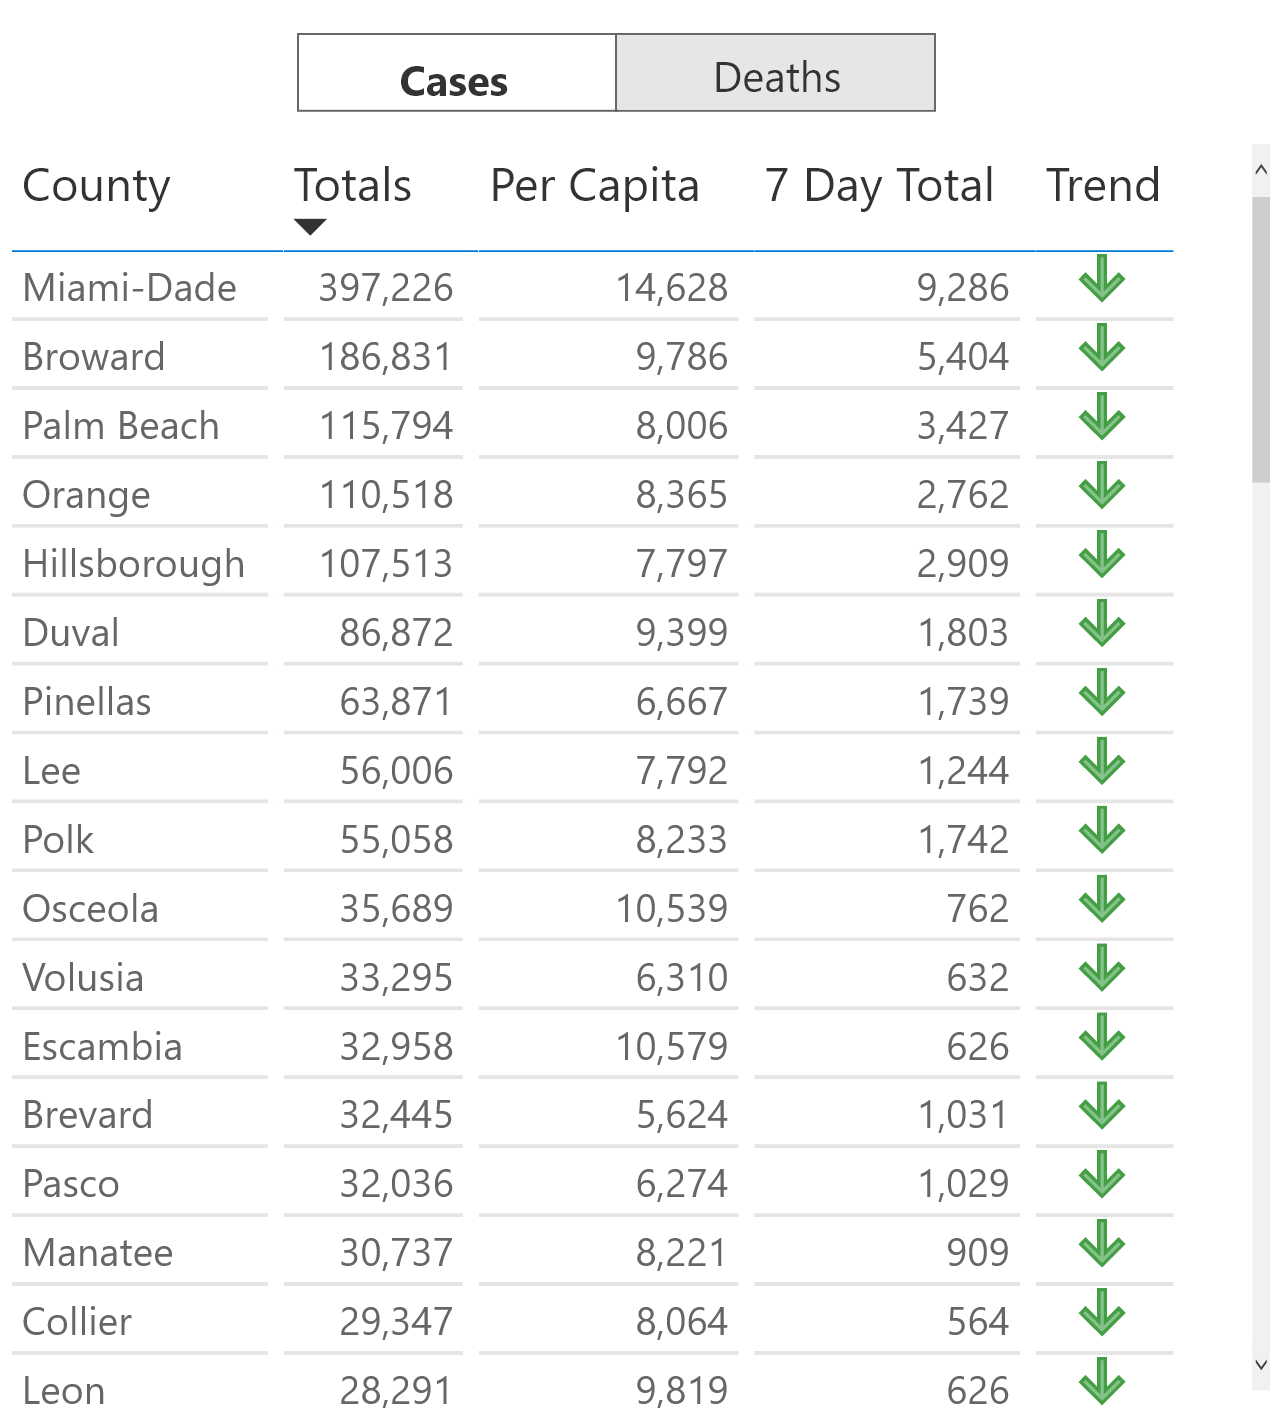 Cases Deaths
County Totals Per Capita 7 Day Total Trend
Miami-Dade 397,226 14,628 9,286
Broward 186,831 9,786 5,404
Palm Beach 115,794 8,006 3,427
Orange 110,518 8,365 2,762
Hillsborough 107,513 7,797 2,909
Duval 86,872 9,399 1,803
Pinellas 63,871 6,667 1,739
Lee 56,006 7,792 1,244
Polk 55,058 8,233 1,742
Osceola 35,689 10,539 762
Volusia 33,295 6,310 632
Escambia 32,958 10,579 626
Brevard 32,445 5,624 1,031
Pasco 32,036 6,274 1,029
Manatee 30,737 8,221 909
Collier 29,347 8,064 564
Leon 28,291 9,819 626